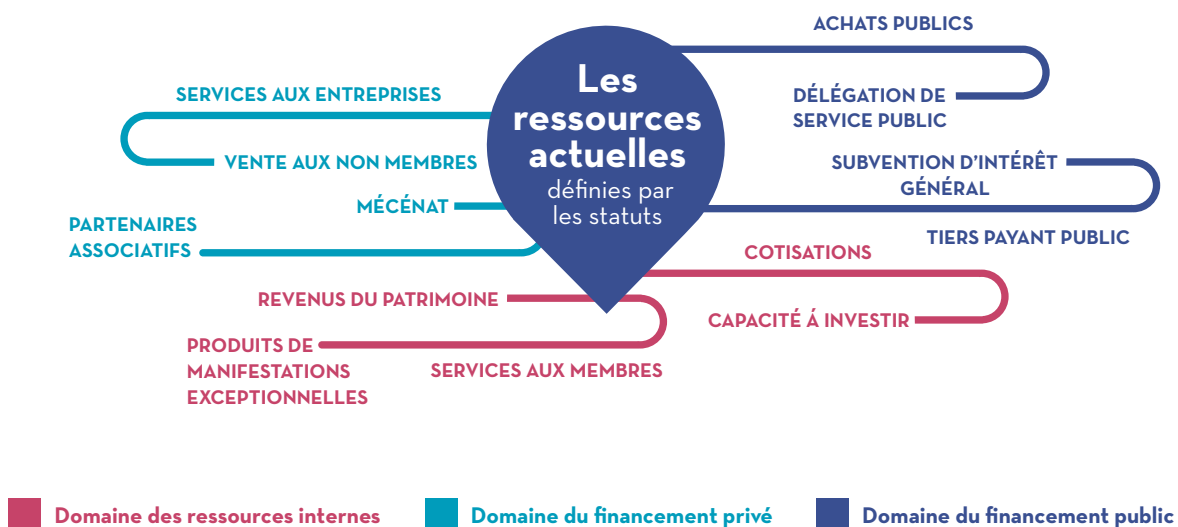 Les
ressources
actuelles
définies par
les statuts
ACHATS PUBLICS
DÉLÉGATION DE
SERVICE PUBLIC
SUBVENTION D'INTÉRÊT
GÉNÉRAL
TIERS PAYANT PUBLIC
SERVICES AUX ENTREPRISES
VENTE AUX NON MEMBRES
MÉCÉNAT
PARTENAIRES
ASSOCIATIFS
COTISATIONS
CAPACITÉ Á INVESTIR
REVENUS DU PATRIMOINE
PRODUITS DE
MANIFESTATIONS
EXCEPTIONNELLES
SERVICES AUX MEMBRES
Domaine des ressources internes
Domaine du financement privé
Domaine du financement public